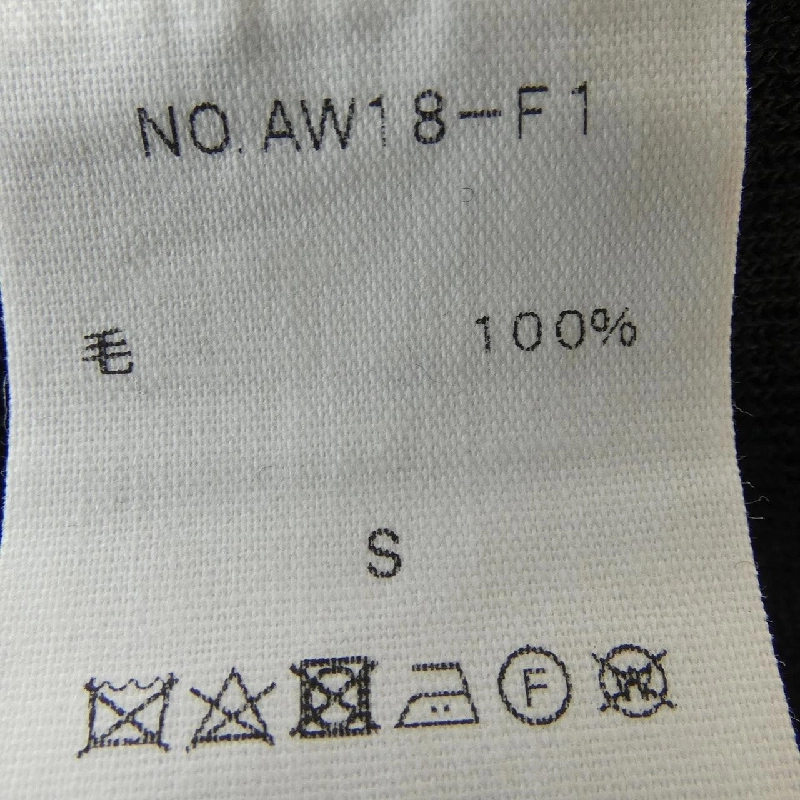 NO. AW18-F1
毛 100%
S
F W